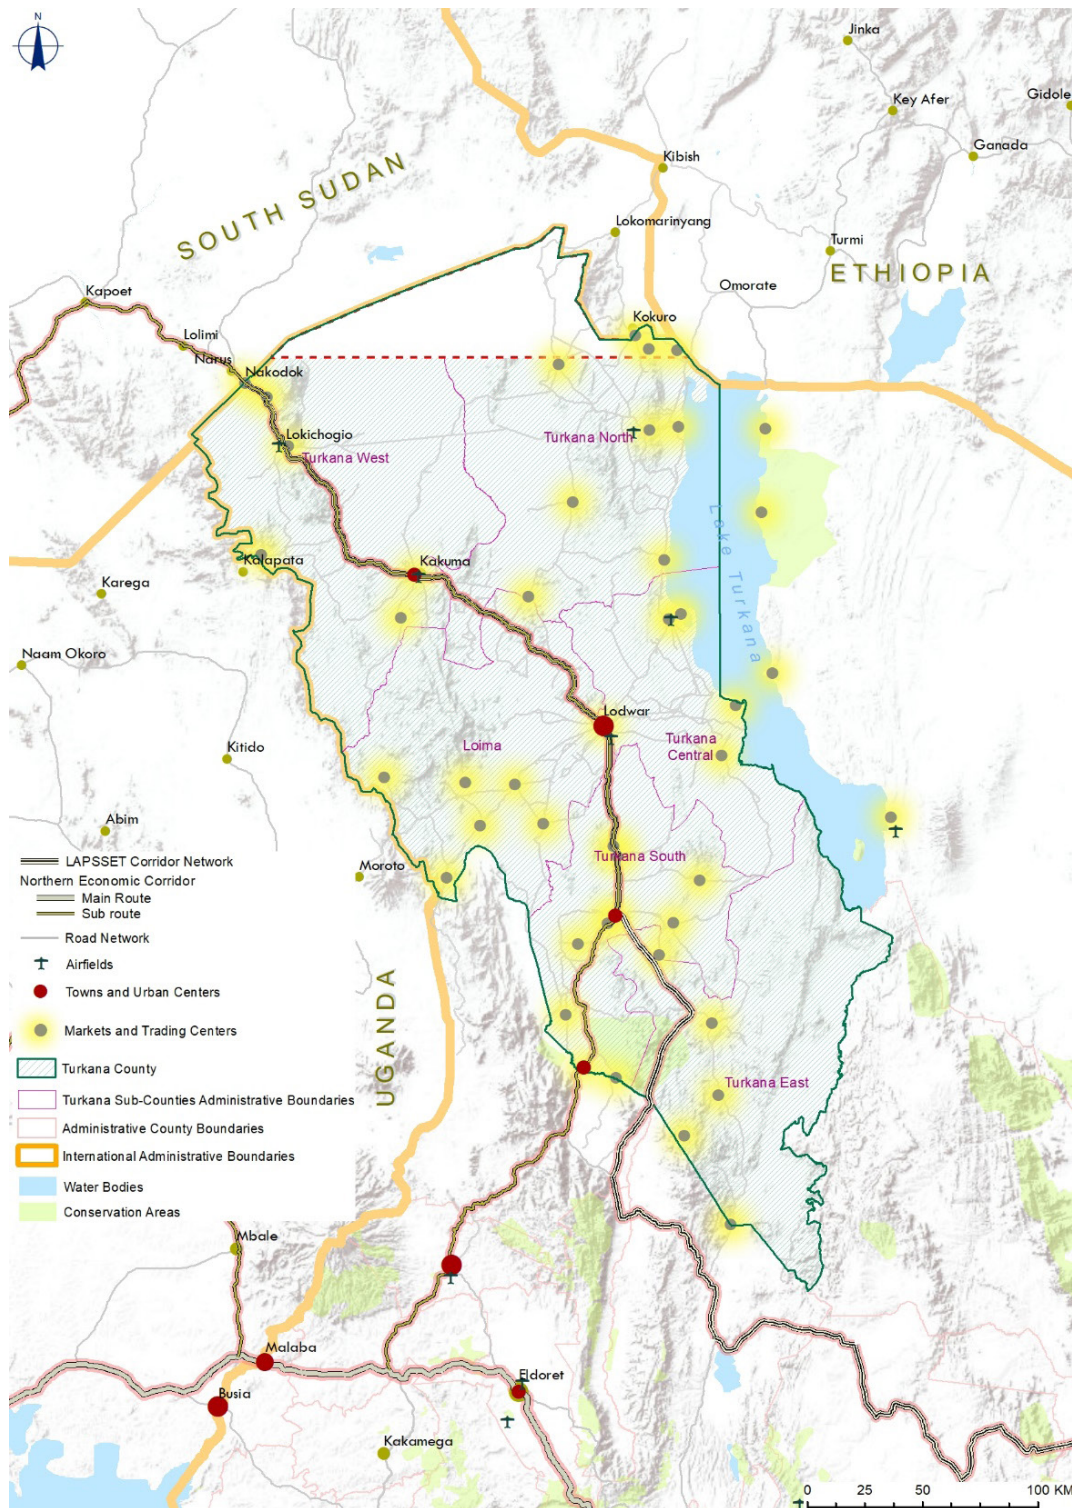 N
Jinka
Gidole
Key Afer
Ganada
Kibish
SOUTH SUDAN
Lokomarinyang
Turmi
ETHIOPIA
Omorate
Kapoet
Kokuro
Lolimi
Narus
Nakodok
Lokichogio
Turkana North
Turkana West
Lake Turkana
Kalapata
Kakuma
Karega
Naam Okoro
Lodwar
Kitido
Loima
Turkana
Central
Abim
Moroto
Turkana South
LAPSSET Corridor Network
Northern Economic Corridor
Main Route
Sub route
Road Network
Airfields
Towns and Urban Centers
Markets and Trading Centers
Turkana County
Turkana Sub-Counties Administrative Boundaries
Administrative County Boundaries
International Administrative Boundaries
Water Bodies
Conservation Areas
UGANDA
Turkana East
Mbale
Malaba
Eldoret
Busia
Kakamega
0 25 50 100 KM